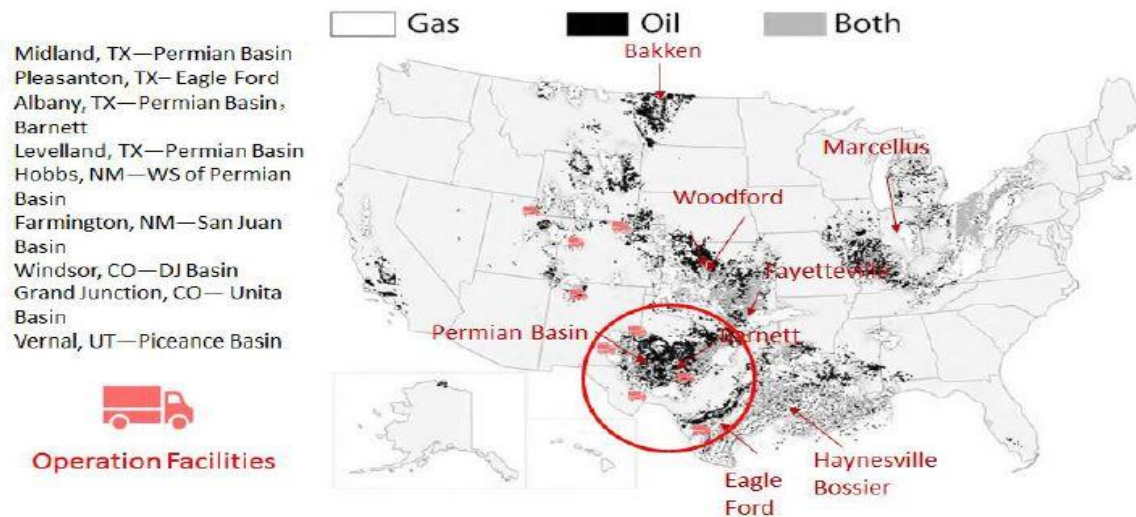 Gas
Oil
Both
Midland, TX—Permian Basin
Pleasanton, TX–Eagle Ford
Albany, TX—Permian Basin,
Barnett
Levelland, TX—Permian Basin
Hobbs, NM—WS of Permian
Basin
Farmington, NM—San Juan
Basin
Windsor, CO—DJ Basin
Grand Junction, CO— Unita
Basin
Vernal, UT—Piceance Basin
Operation Facilities
Bakken
Marcellus
Woodford
Fayetteville
Permian Basin
Barnett
Eagle
Ford
Haynesville
Bossier